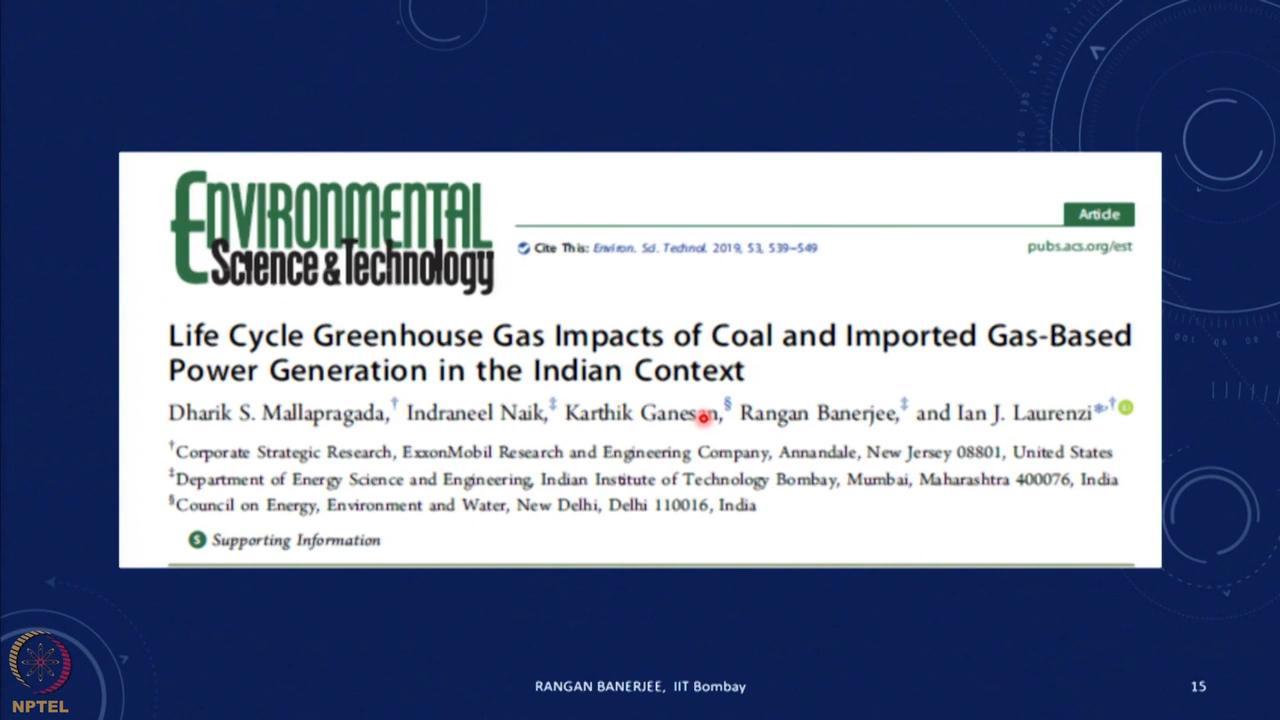 ENVIRONMENTAL
Science & Technology
Article
Cite This: Environ. Sci. Technol. 2019, 53, 539−549
pubs.acs.org/est
Life Cycle Greenhouse Gas Impacts of Coal and Imported Gas-Based
Power Generation in the Indian Context
Dharik S. Mallapragada,† Indraneel Naik,‡ Karthik Ganesan,§ Rangan Banerjee,‡ and Ian J. Laurenzi*,†
†Corporate Strategic Research, ExxonMobil Research and Engineering Company, Annandale, New Jersey 08801, United States
‡Department of Energy Science and Engineering, Indian Institute of Technology Bombay, Mumbai, Maharashtra 400076, India
§Council on Energy, Environment and Water, New Delhi, Delhi 110016, India
S Supporting Information
NPTEL
RANGAN BANERJEE, IIT Bombay
15